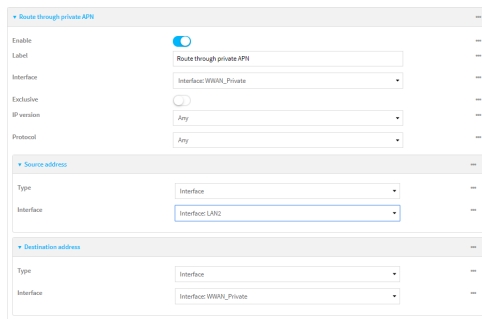 Route through private APN
Enable
Label Route through private APN
Interface Interface: WWAN_Private
Exclusive
IP version Any
Protocol Any
Source address
Type Interface
Interface Interface: LAN2
Destination address
Type Interface
Interface Interface: WWAN_Private